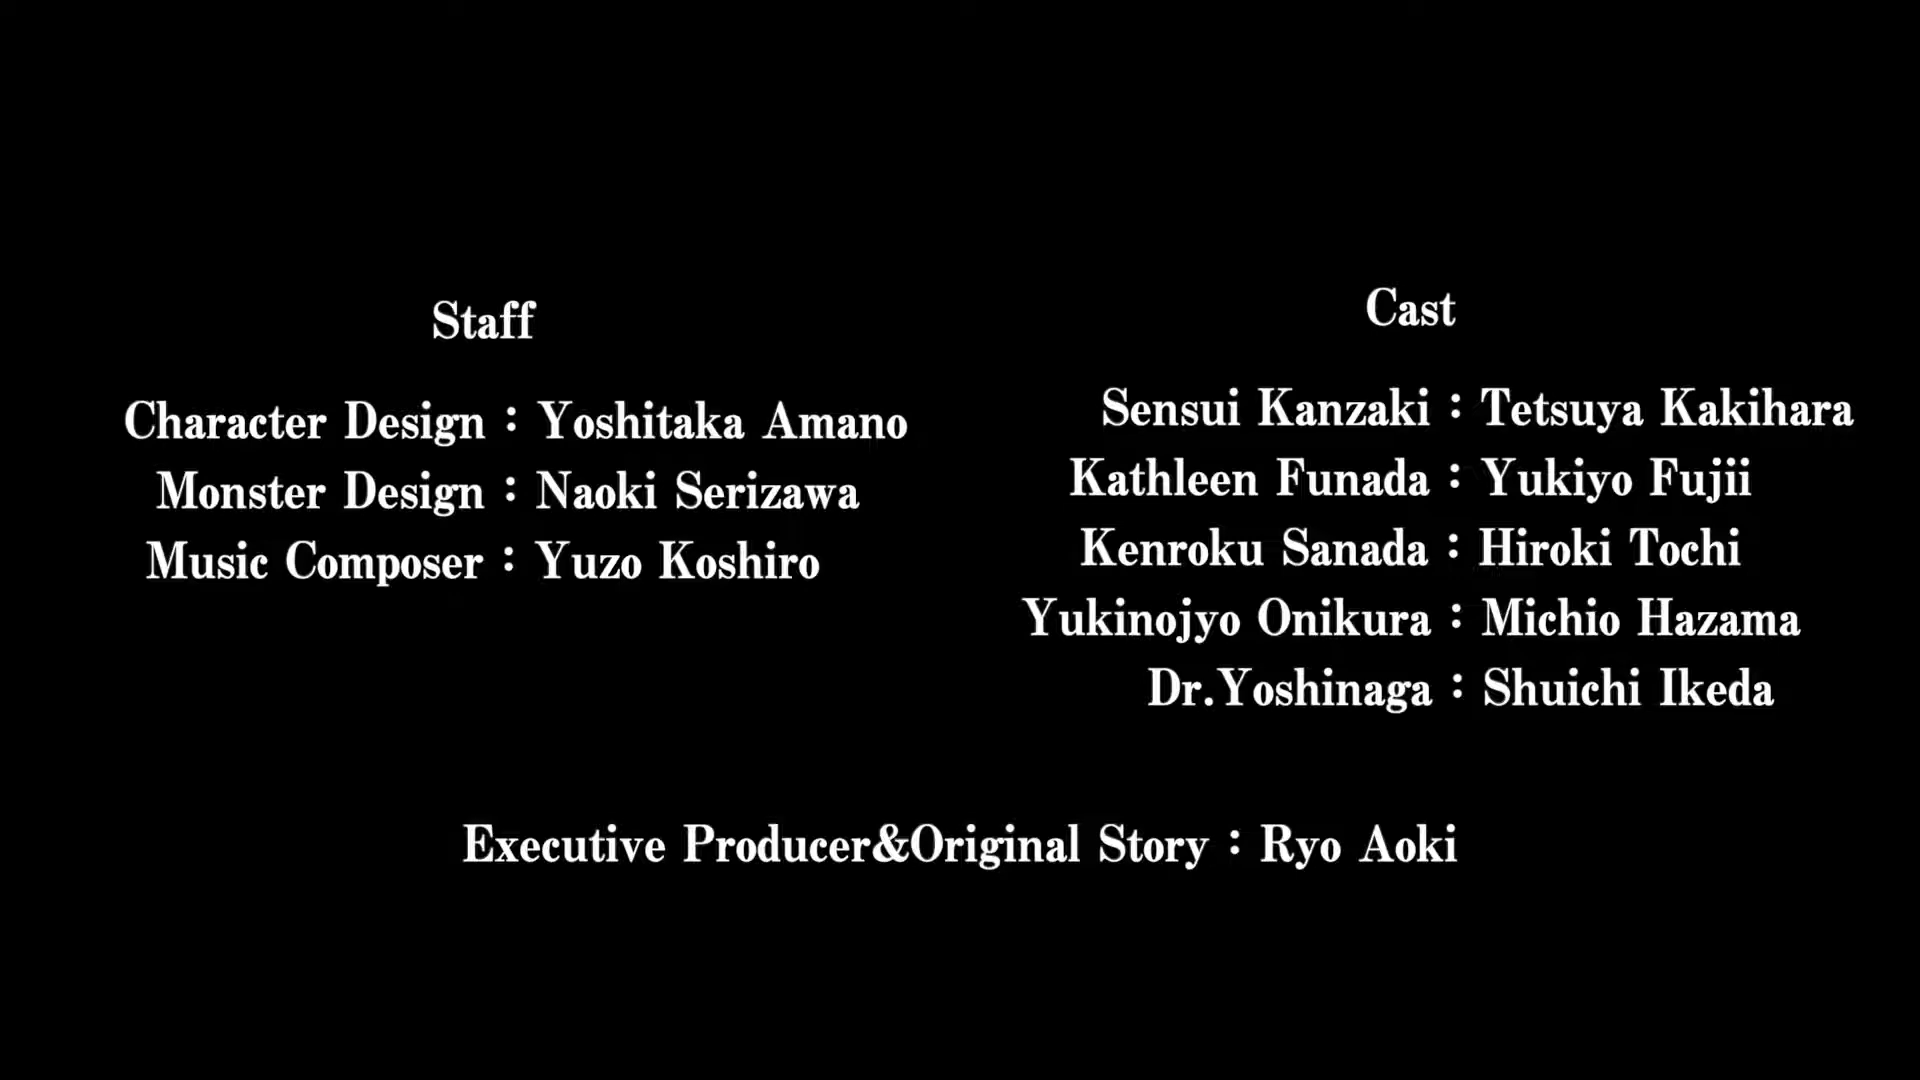 Staff
Character Design : Yoshitaka Amano
Monster Design : Naoki Serizawa
Music Composer : Yuzo Koshiro
Cast
Sensui Kanzaki : Tetsuya Kakihara
Kathleen Funada : Yukiyo Fujii
Kenroku Sanada : Hiroki Tochi
Yukinojyo Onikura : Michio Hazama
Dr.Yoshinaga : Shuichi Ikeda
Executive Producer&Original Story : Ryo Aoki